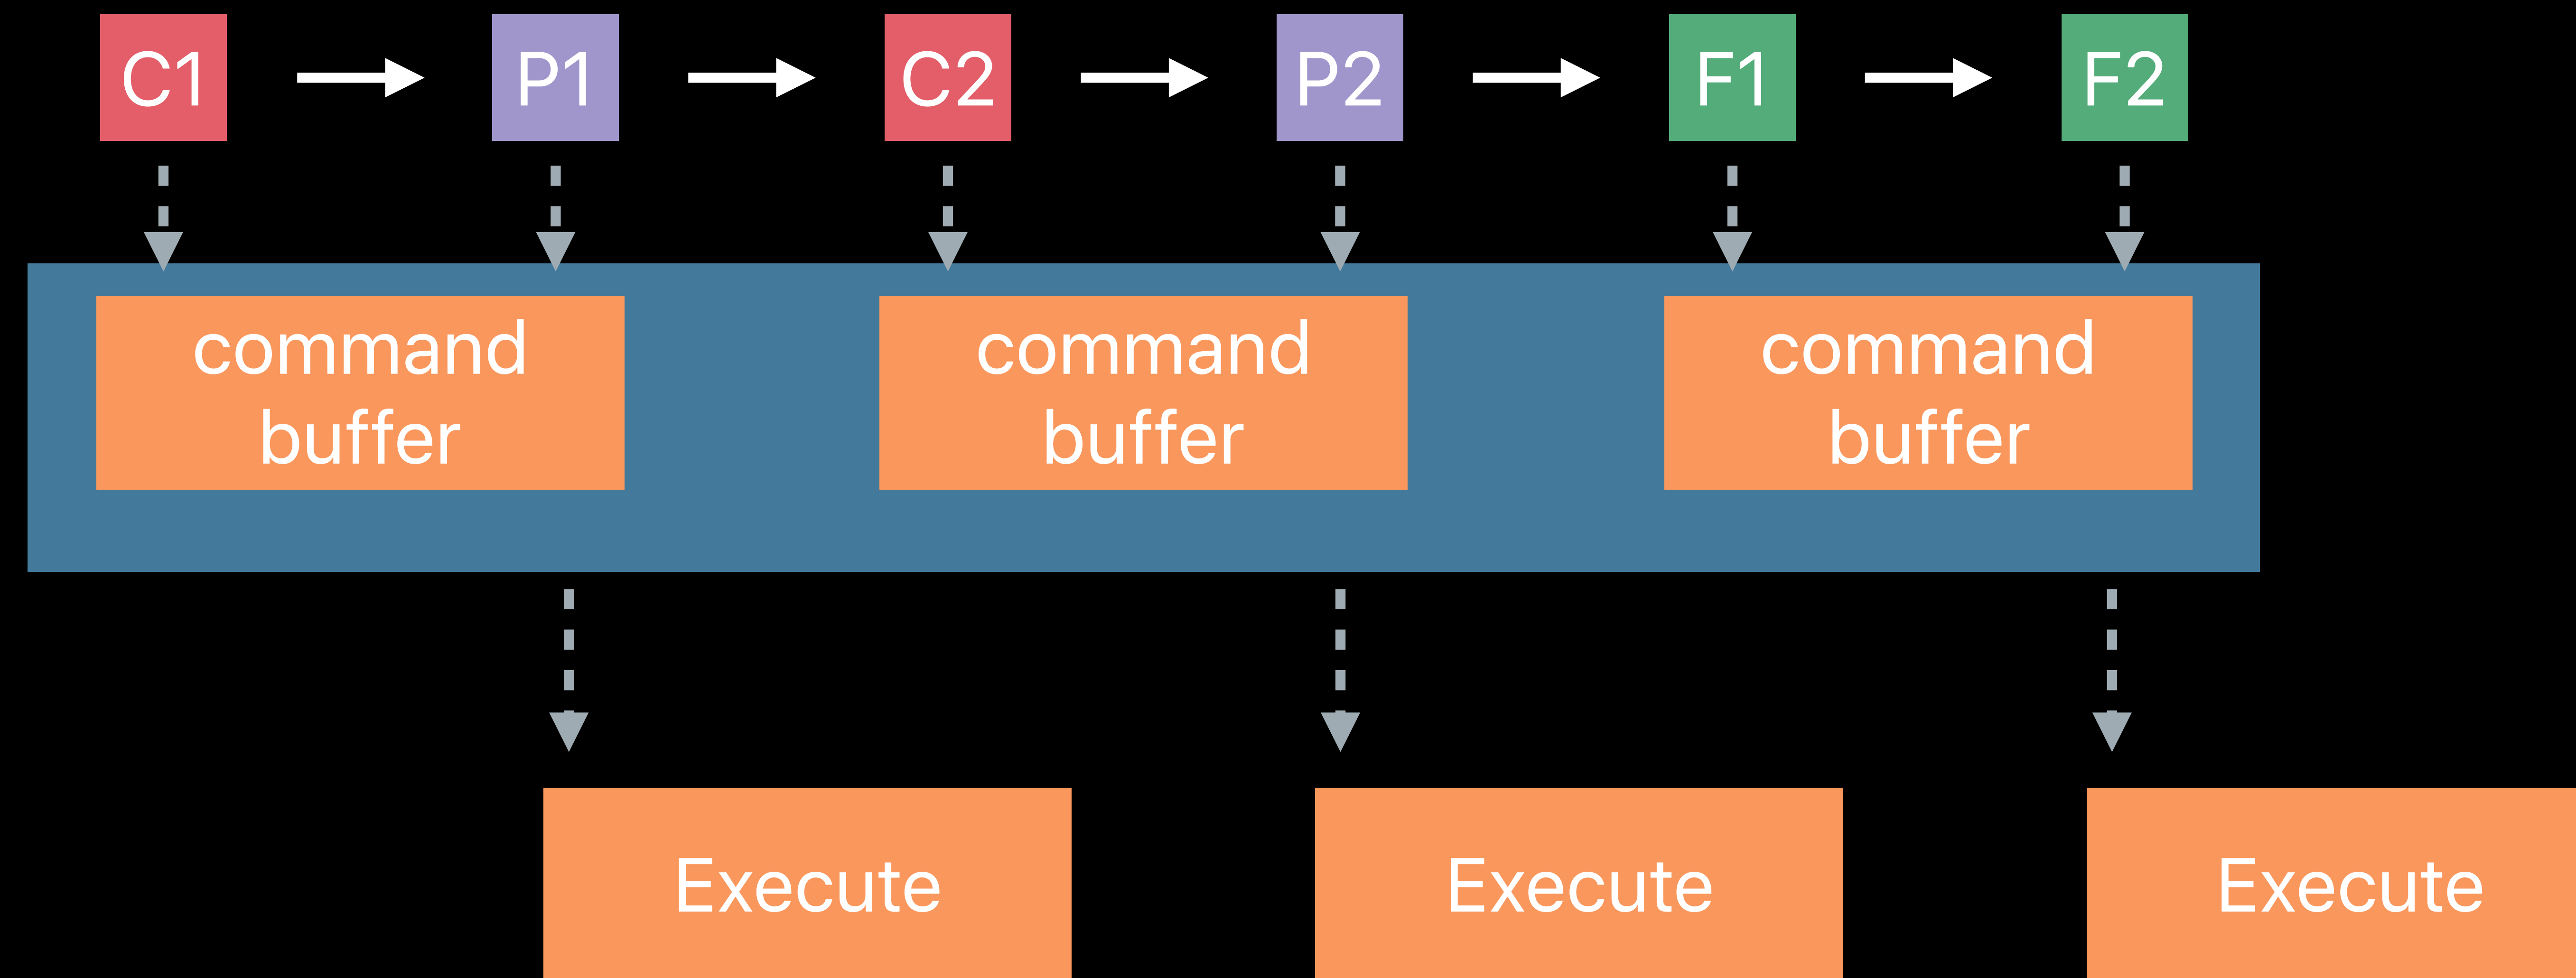 C1 P1 C2 P2 F1 F2
command
buffer
command
buffer
command
buffer
Execute Execute Execute